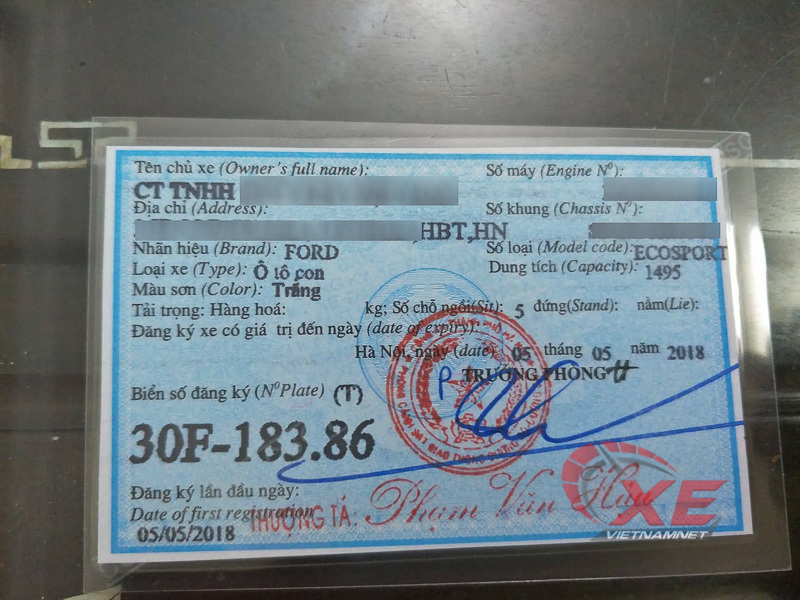 Tên chủ xe (Owner's full name):
CT TNHH
Số máy (Engine Nº):
Địa chỉ (Address):
,HBT,HN
Số khung (Chassis Nº):
Nhãn hiệu (Brand): FORD
Số loại (Model code): ECOSPORT
Loại xe (Type): Ô tô con
Dung tích (Capacity): 1495
Màu sơn (Color): Trắng
Tải trọng: Hàng hoá: kg; Số chỗ ngồi(Sit): 5 đứng(Stand): nằm(Lie):
Đăng ký xe có giá trị đến ngày (date of expiry):
Hà Nội, ngày (date) 05 tháng 05 năm 2018
TRƯỞNG PHÒNG
P
Biển số đăng ký (NºPlate) (T)
30F-183.86
Đăng ký lần đầu ngày:
Date of first registration
05/05/2018
THƯỢNG TÁ: Phạm Văn Hậu
XE
VIETNAMNET